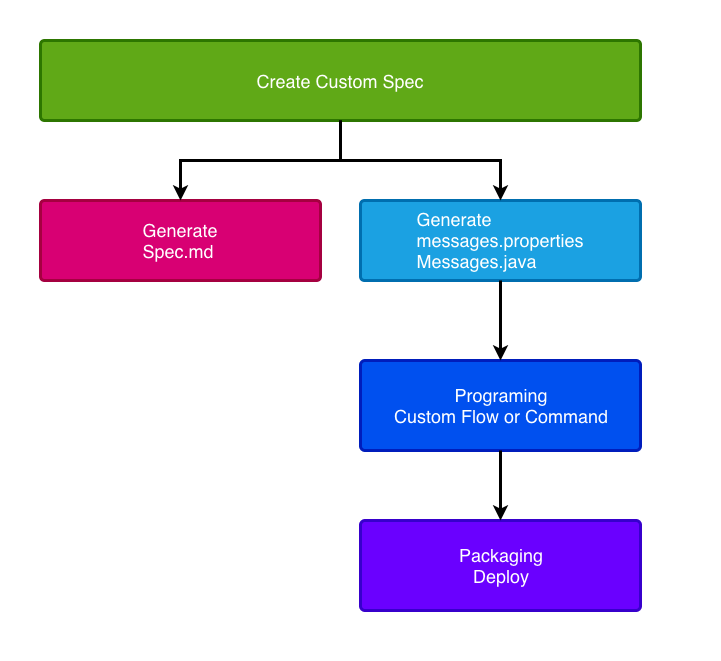 Create Custom Spec
Generate
Spec.md
Generate
messages.properties
Messages.java
Programing
Custom Flow or Command
Packaging
Deploy